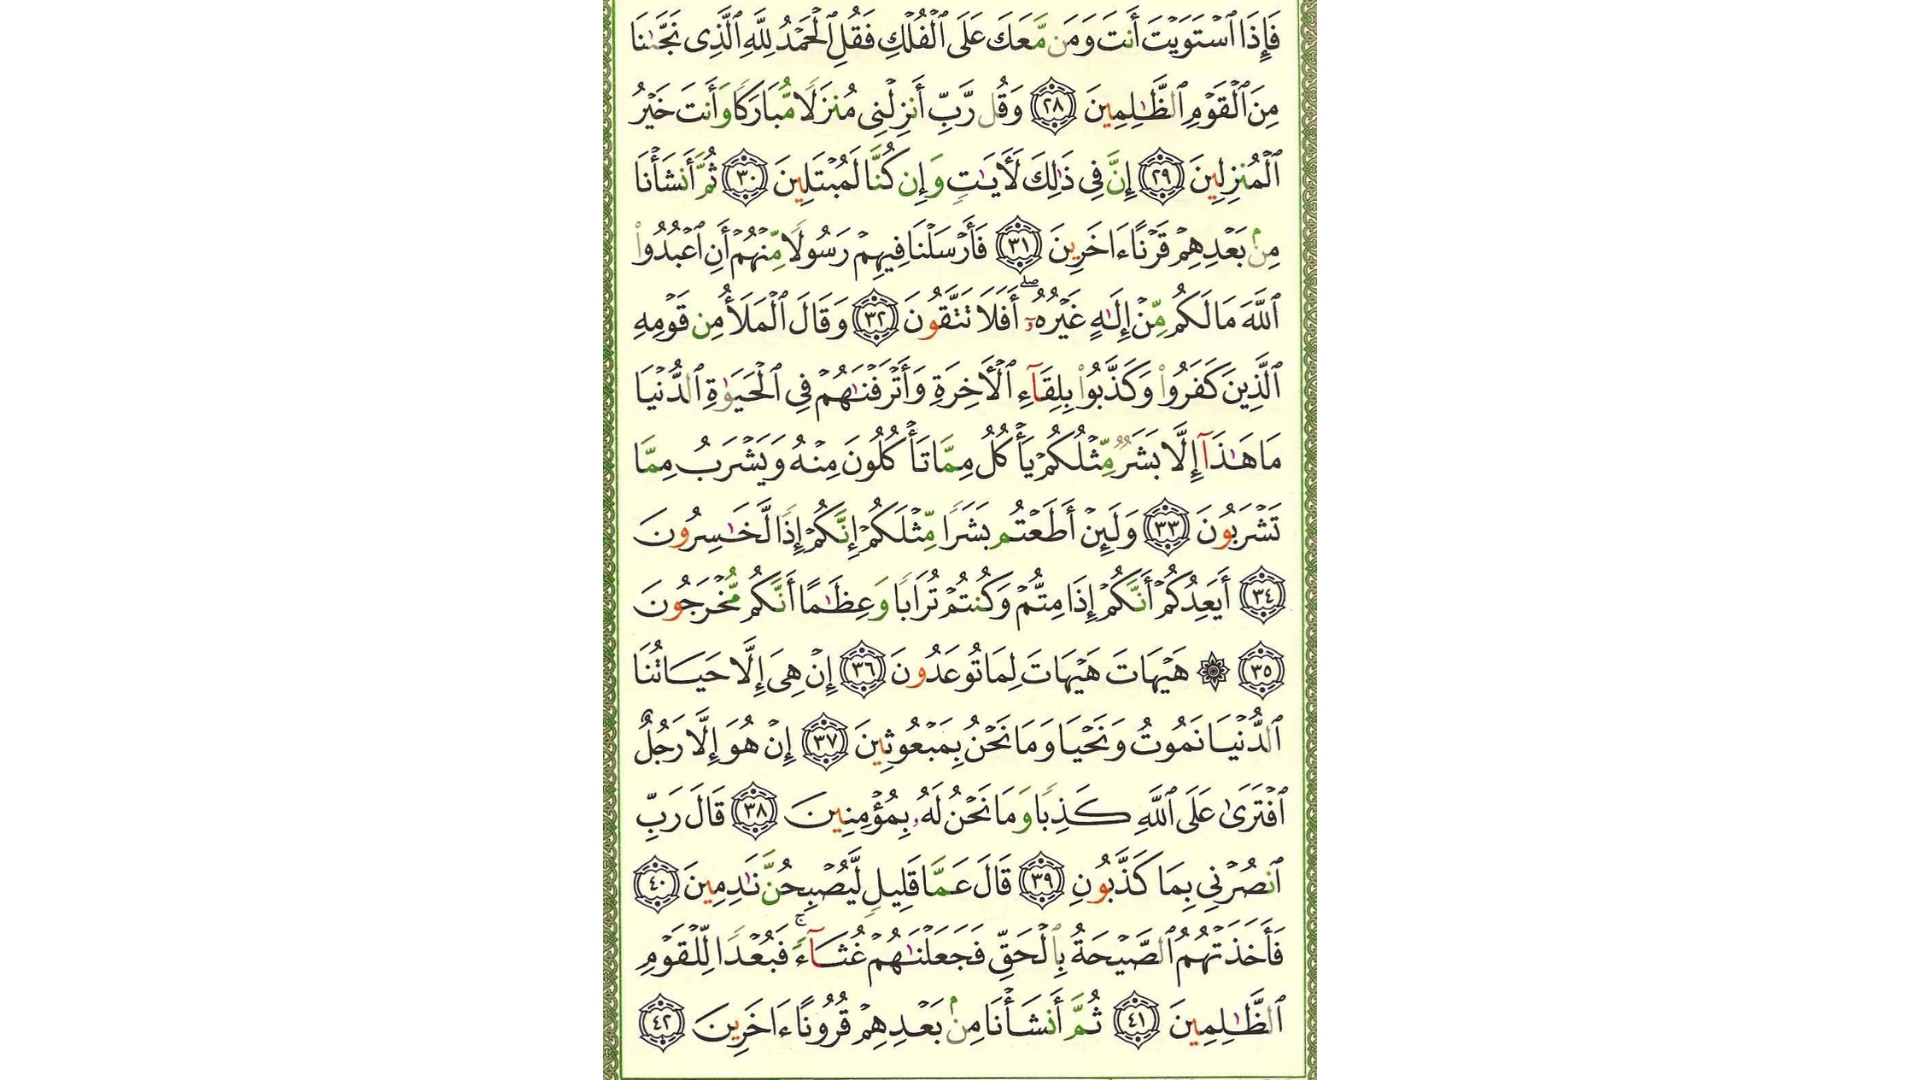 فَإِذَا ٱسْتَوَيْتَ أَنتَ وَمَن مَّعَكَ عَلَى ٱلْفُلْكِ فَقُلِ ٱلْحَمْدُ لِلَّهِ ٱلَّذِى نَجَّىٰنَا
مِنَ ٱلْقَوْمِ ٱلظَّـٰلِمِينَ ٢٨ وَقُل رَّبِّ أَنزِلْنِى مُنزَلًا مُّبَارَكًا وَأَنتَ خَيْرُ
ٱلْمُنزِلِينَ ٢٩ إِنَّ فِى ذَٰلِكَ لَـَٔايَـٰتٍ وَإِن كُنَّا لَمُبْتَلِينَ ٣٠ ثُمَّ أَنشَأْنَا
مِنۢ بَعْدِهِمْ قَرْنًا ءَاخَرِينَ ٣١ فَأَرْسَلْنَا فِيهِمْ رَسُولًا مِّنْهُمْ أَنِ ٱعْبُدُوا۟
ٱللَّهَ مَا لَكُم مِّنْ إِلَـٰهٍ غَيْرُهُۥٓ ۖ أَفَلَا تَتَّقُونَ ٣٢ وَقَالَ ٱلْمَلَأُ مِن قَوْمِهِ
ٱلَّذِينَ كَفَرُوا۟ وَكَذَّبُوا۟ بِلِقَآءِ ٱلْـَٔاخِرَةِ وَأَتْرَفْنَـٰهُمْ فِى ٱلْحَيَوٰةِ ٱلدُّنْيَا
مَا هَـٰذَآ إِلَّا بَشَرٌ مِّثْلُكُمْ يَأْكُلُ مِمَّا تَأْكُلُونَ مِنْهُ وَيَشْرَبُ مِمَّا
تَشْرَبُونَ ٣٣ وَلَئِنْ أَطَعْتُم بَشَرًا مِّثْلَكُمْ إِنَّكُمْ إِذًا لَّخَـٰسِرُونَ
٣٤ أَيَعِدُكُمْ أَنَّكُمْ إِذَا مِتُّمْ وَكُنتُمْ تُرَابًا وَعِظَـٰمًا أَنَّكُم مُّخْرَجُونَ
٣٥ ۞ هَيْهَاتَ هَيْهَاتَ لِمَا تُوعَدُونَ ٣٦ إِنْ هِىَ إِلَّا حَيَاتُنَا
ٱلدُّنْيَا نَمُوتُ وَنَحْيَا وَمَا نَحْنُ بِمَبْعُوثِينَ ٣٧ إِنْ هُوَ إِلَّا رَجُلٌ
ٱفْتَرَىٰ عَلَى ٱللَّهِ كَذِبًا وَمَا نَحْنُ لَهُۥ بِمُؤْمِنِينَ ٣٨ قَالَ رَبِّ
ٱنصُرْنِى بِمَا كَذَّبُونِ ٣٩ قَالَ عَمَّا قَلِيلٍ لَّيُصْبِحُنَّ نَـٰدِمِينَ ٤٠
فَأَخَذَتْهُمُ ٱلصَّيْحَةُ بِٱلْحَقِّ فَجَعَلْنَـٰهُمْ غُثَآءً ۚ فَبُعْدًا لِّلْقَوْمِ
ٱلظَّـٰلِمِينَ ٤١ ثُمَّ أَنشَأْنَا مِنۢ بَعْدِهِمْ قُرُونًا ءَاخَرِينَ ٤٢